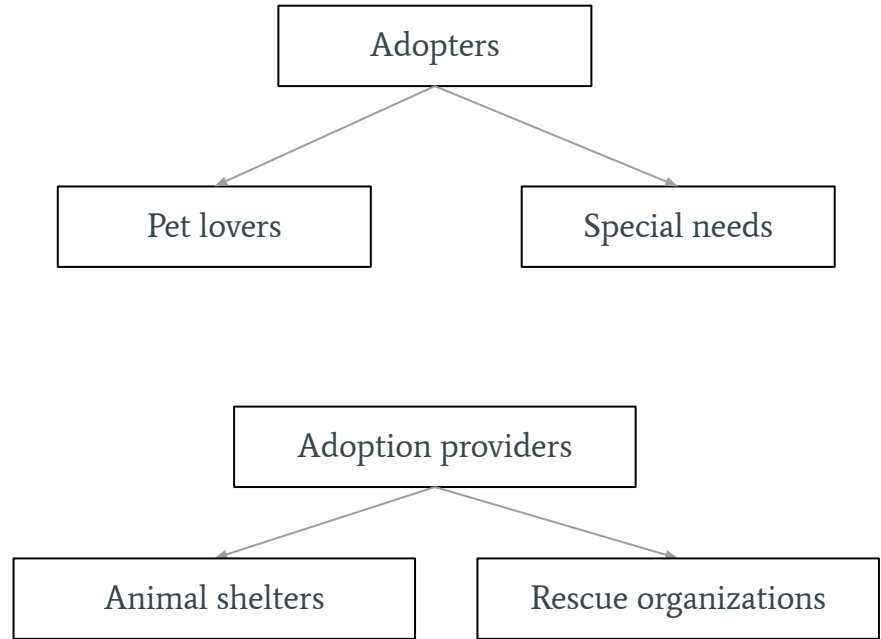 Adopters
Pet lovers
Special needs
Adoption providers
Animal shelters
Rescue organizations